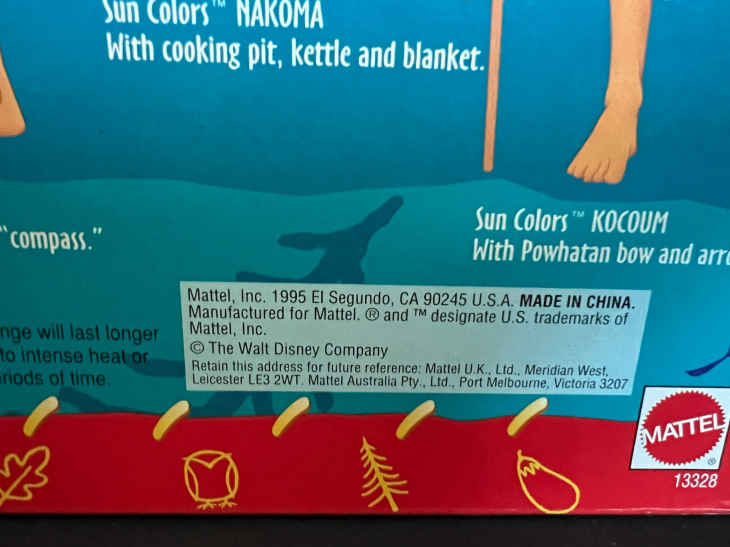 Sun Colors™ NAKOMA
With cooking pit, kettle and blanket.
"compass."
Sun Colors™ KOCOUM
With Powhatan bow and
nge will last longer
to intense heat or
riods of time.
Mattel, Inc. 1995 El Segundo, CA 90245 U.S.A. MADE IN CHINA.
Manufactured for Mattel. ® and ™ designate U.S. trademarks of
Mattel, Inc.
© The Walt Disney Company
Retain this address for future reference: Mattel U.K., Ltd., Meridian West,
Leicester LE3 2WT. Mattel Australia Pty., Ltd., Port Melbourne, Victoria 3207
MATTEL
®
13328